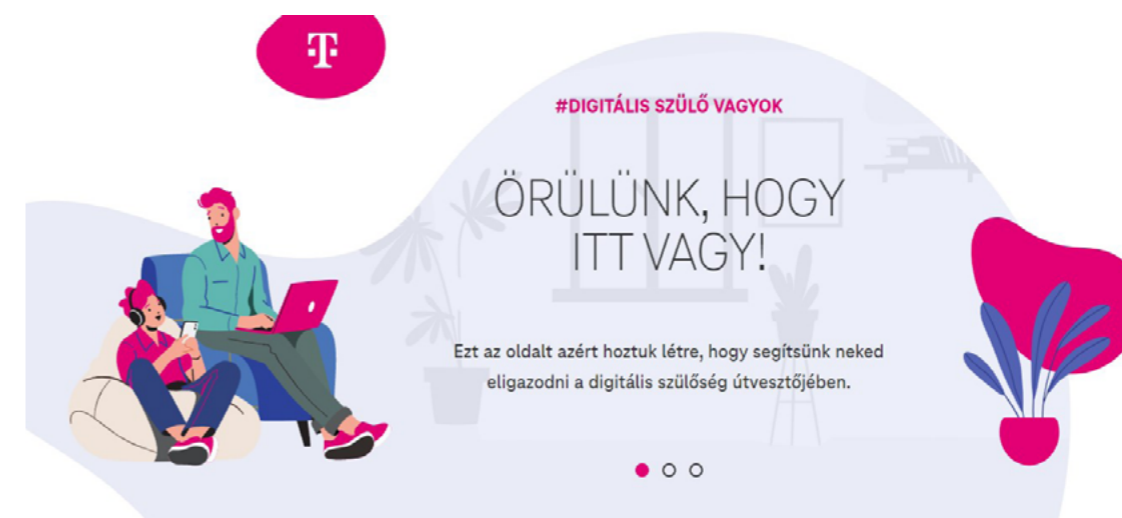 T
#DIGITÁLIS SZÜLŐ VAGYOK
ÖRÜLÜNK, HOGY
ITT VAGY!
Ezt az oldalt azért hoztuk létre, hogy segítsünk neked
eligazodni a digitális szülőség útvesztőjében.